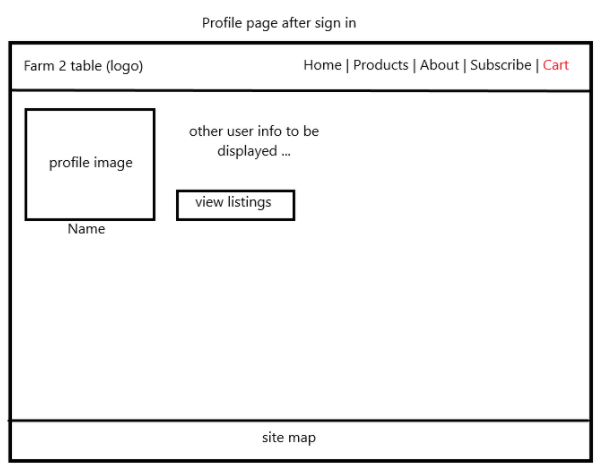 Profile page after sign in
Farm 2 table (logo)
Home | Products | About | Subscribe | Cart
profile image
other user info to be
displayed ...
view listings
Name
site map